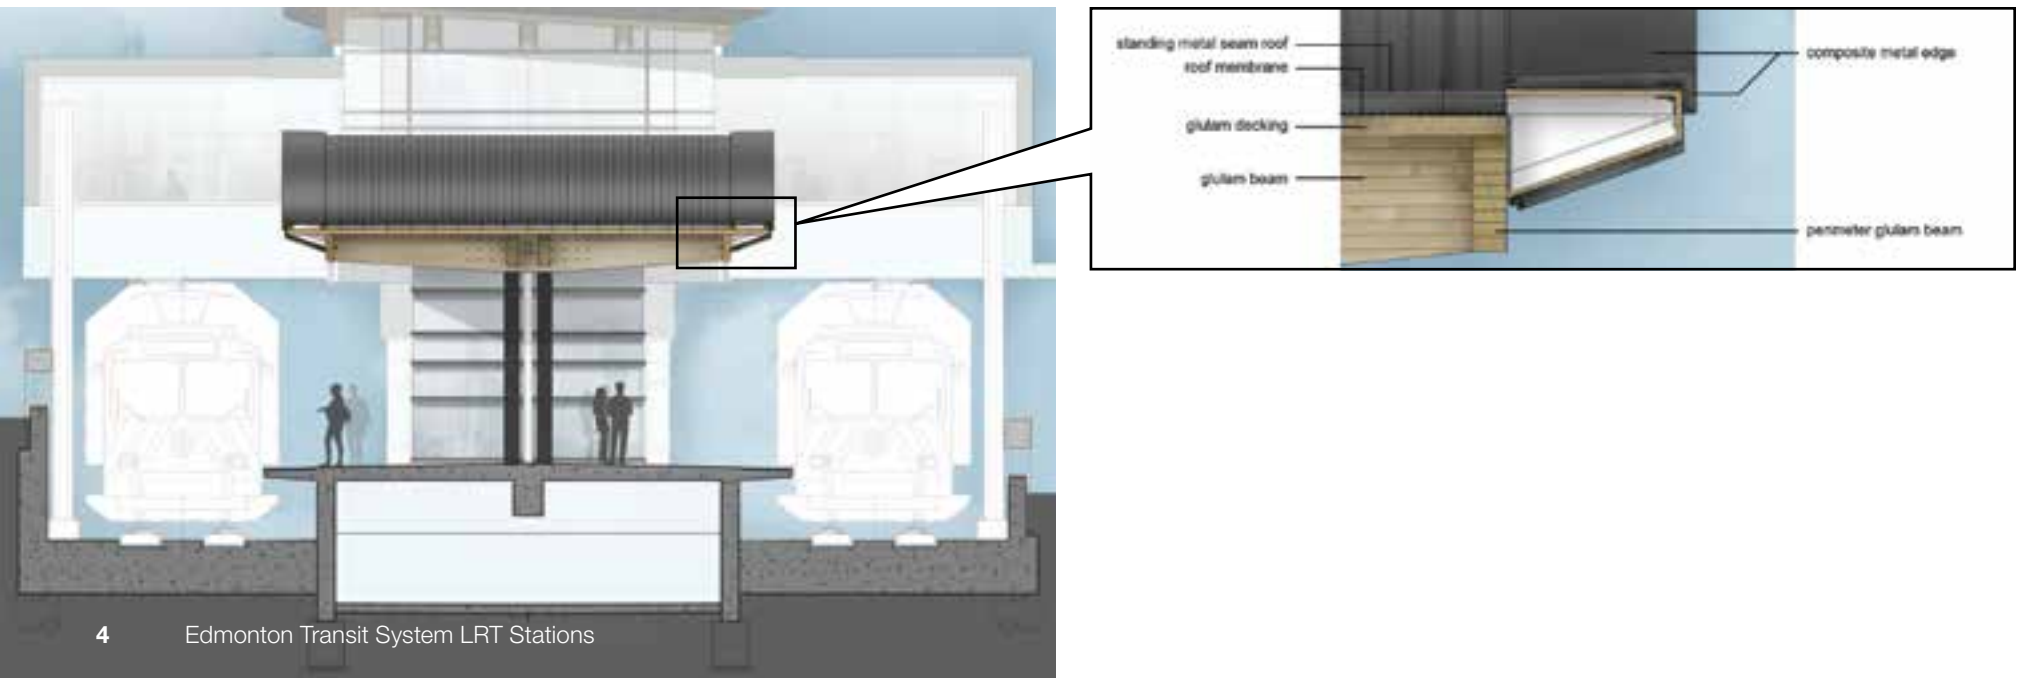 standing metal seam roof
roof membrane
glulam decking
glulam beam
composite metal edge
perimeter glulam beam
4 Edmonton Transit System LRT Stations